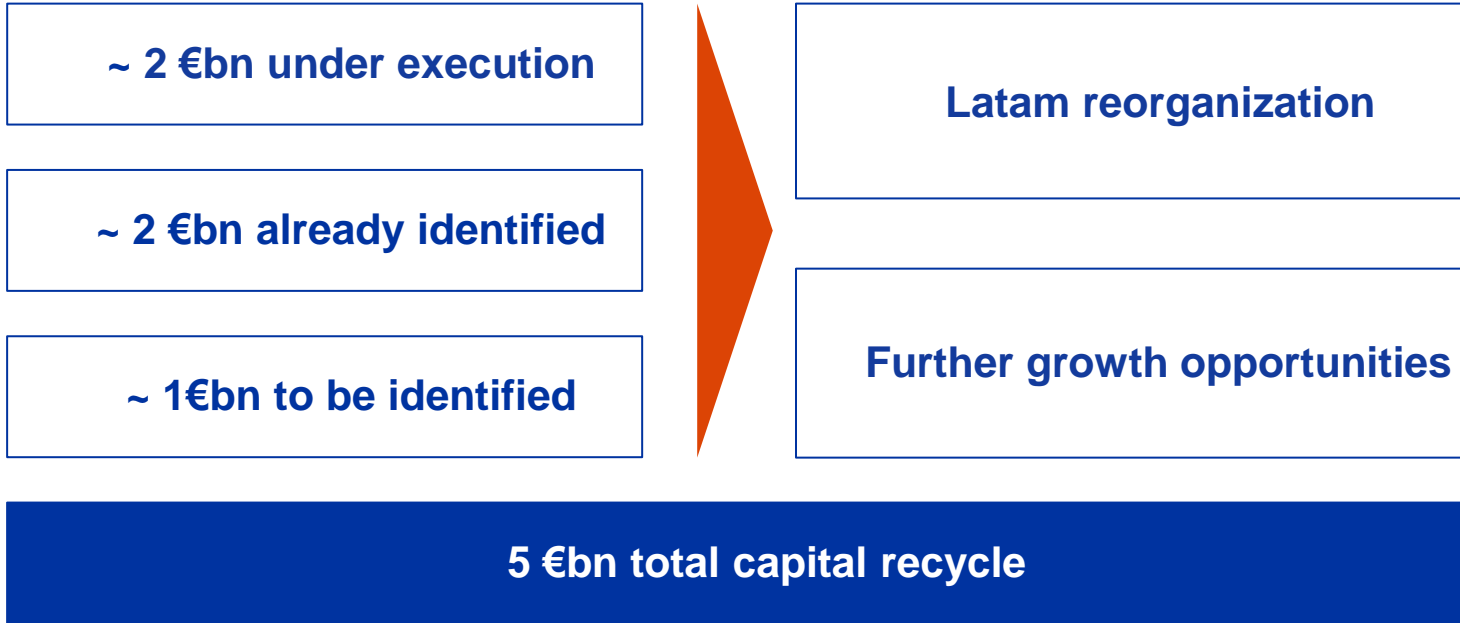 ~ 2 €bn under execution
~ 2 €bn already identified
~ 1€bn to be identified
Latam reorganization
Further growth opportunities
5 €bn total capital recycle